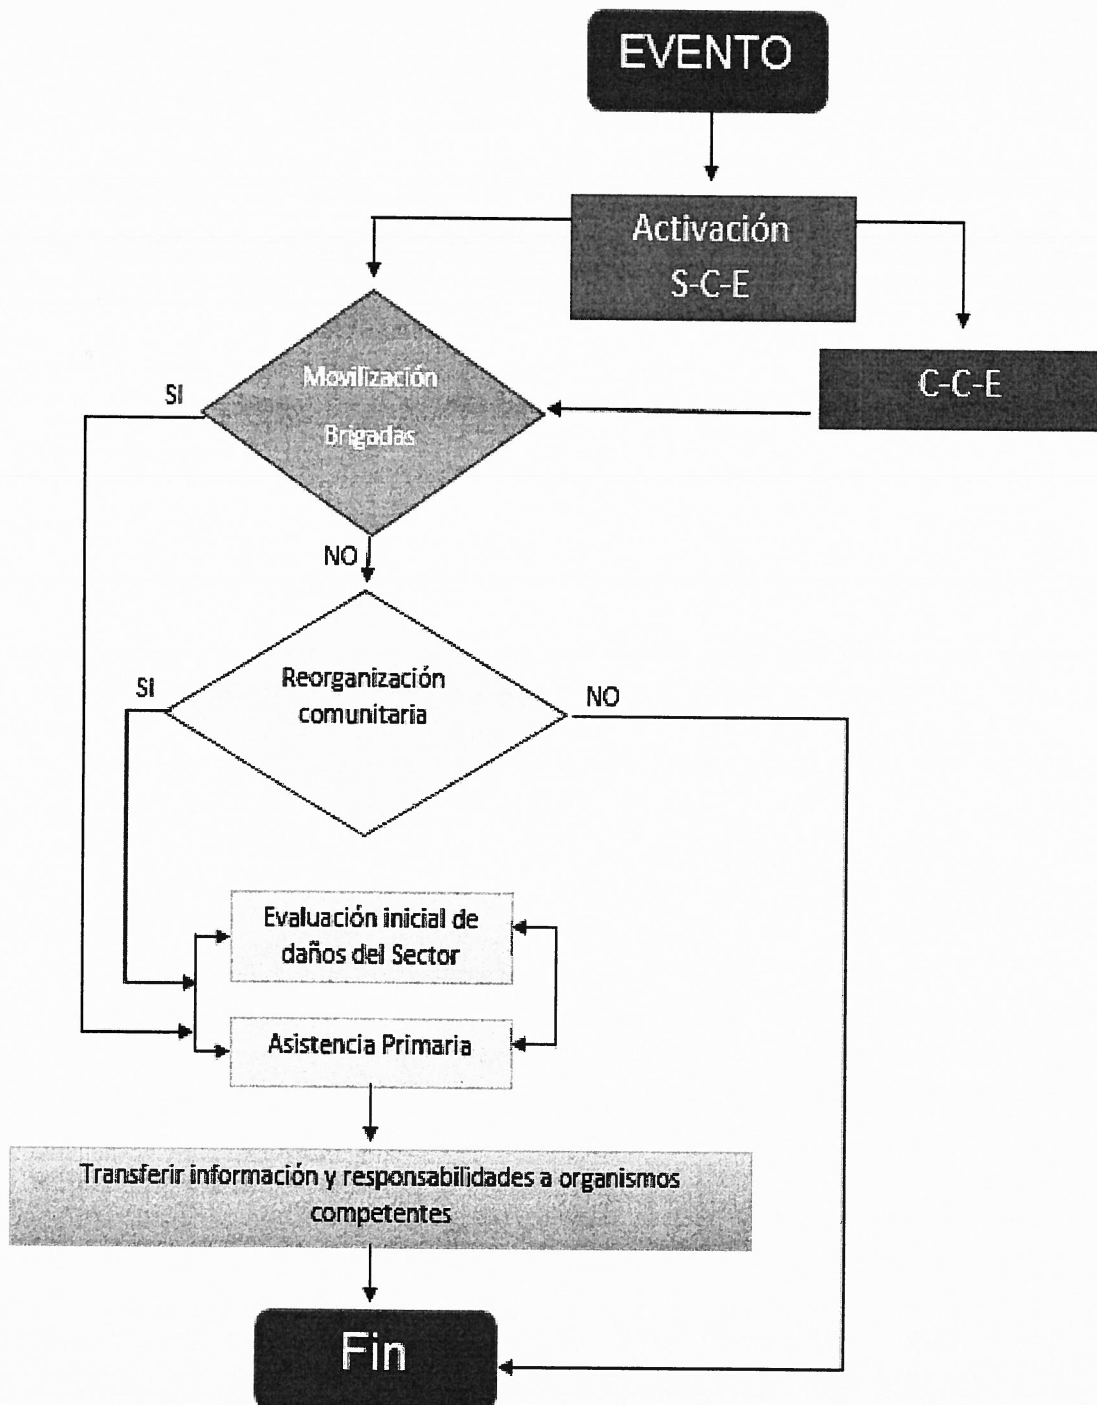 EVENTO
Activación
S-C-E
C-C-E
Movilización
Brigadas
SI
NO
Reorganización
comunitaria
SI
NO
Evaluación inicial de
daños del Sector
Asistencia Primaria
Transferir información y responsabilidades a organismos
competentes
Fin